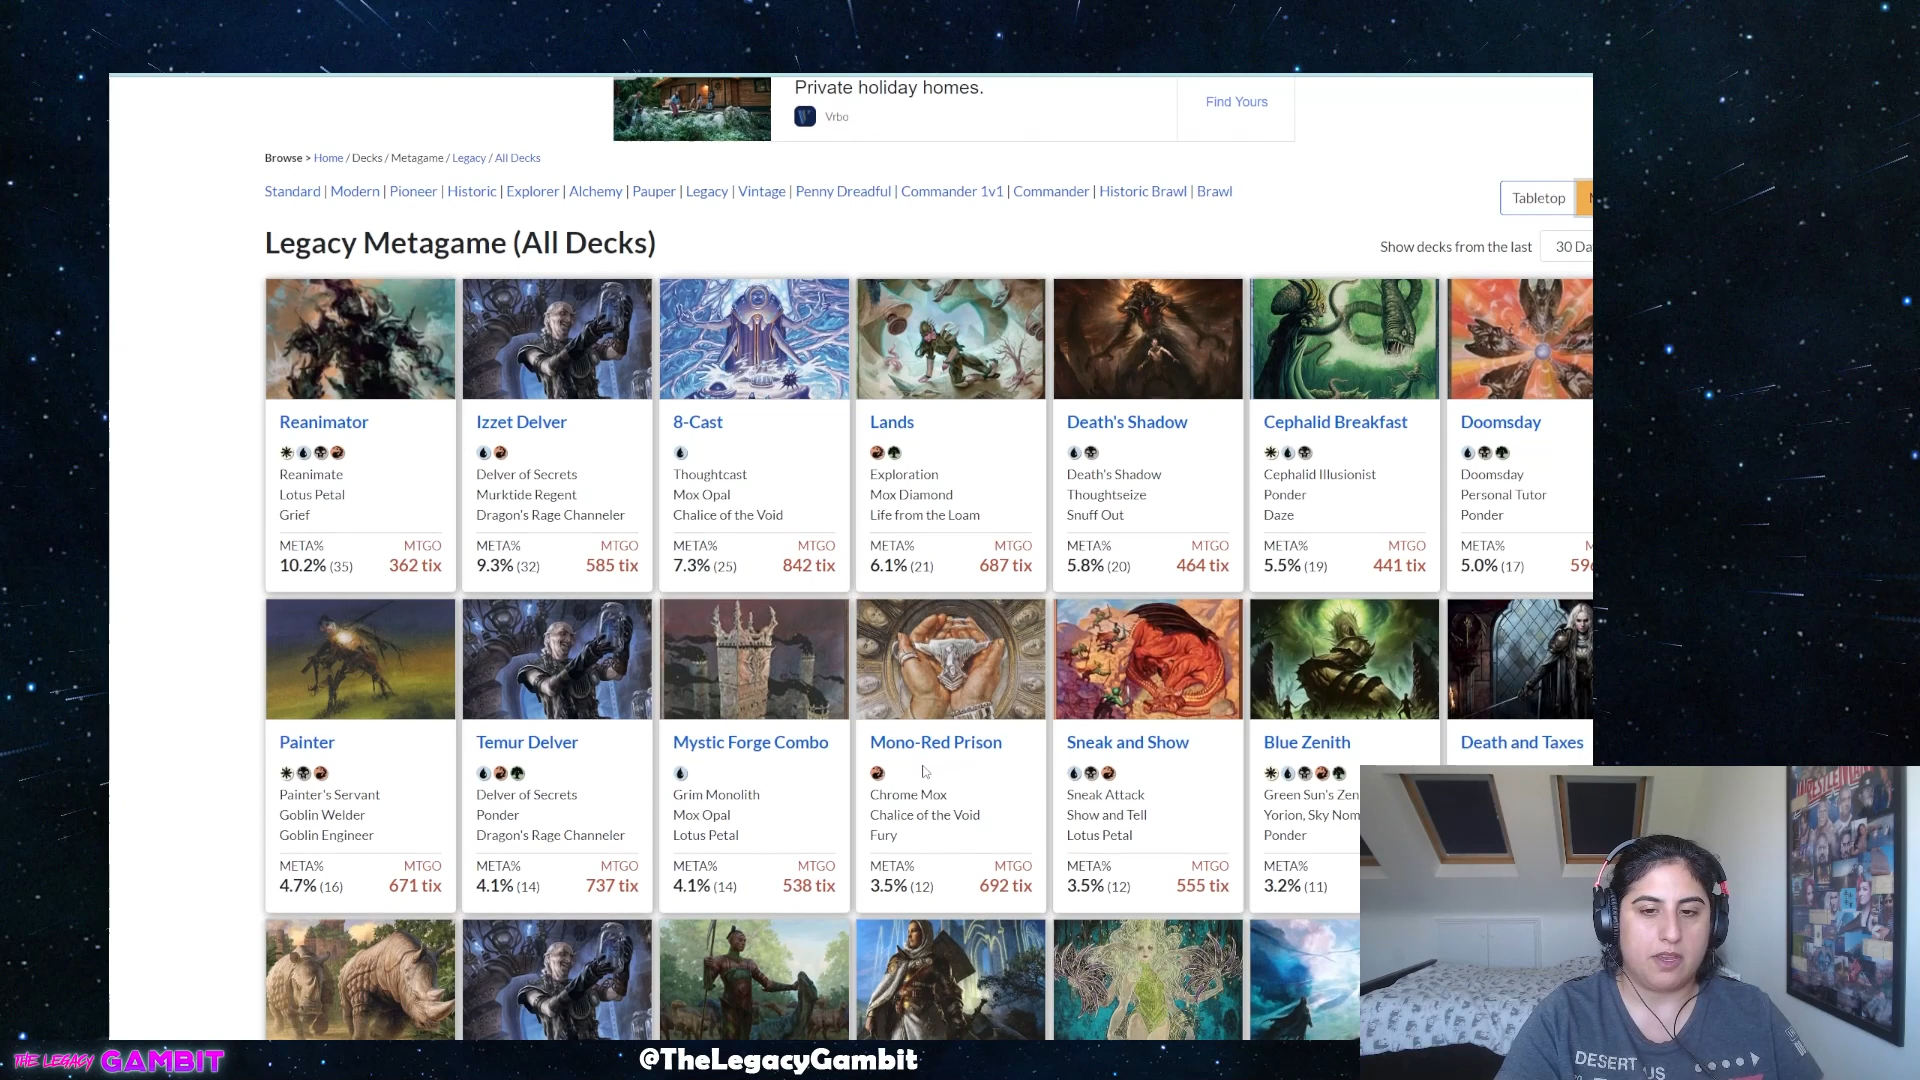 Private holiday homes.
Vrbo
Find Yours
Browse > Home / Decks / Metagame / Legacy / All Decks
Standard | Modern | Pioneer | Historic | Explorer | Alchemy | Pauper | Legacy | Vintage | Penny Dreadful | Commander 1v1 | Commander | Historic Brawl | Brawl
Tabletop
Legacy Metagame (All Decks)
Show decks from the last 30 Da
Reanimator
Reanimate
Lotus Petal
Grief
META% MTGO
10.2% (35) 362 tix
Izzet Delver
Delver of Secrets
Murktide Regent
Dragon's Rage Channeler
META% MTGO
9.3% (32) 585 tix
8-Cast
Thoughtcast
Mox Opal
Chalice of the Void
META% MTGO
7.3% (25) 842 tix
Lands
Exploration
Mox Diamond
Life from the Loam
META% MTGO
6.1% (21) 687 tix
Death's Shadow
Death's Shadow
Thoughtseize
Snuff Out
META% MTGO
5.8% (20) 464 tix
Cephalid Breakfast
Cephalid Illusionist
Ponder
Daze
META% MTGO
5.5% (19) 441 tix
Doomsday
Doomsday
Personal Tutor
Ponder
META% M
5.0% (17) 596
Painter
Painter's Servant
Goblin Welder
Goblin Engineer
META% MTGO
4.7% (16) 671 tix
Temur Delver
Delver of Secrets
Ponder
Dragon's Rage Channeler
META% MTGO
4.1% (14) 737 tix
Mystic Forge Combo
Grim Monolith
Mox Opal
Lotus Petal
META% MTGO
4.1% (14) 538 tix
Mono-Red Prison
Chrome Mox
Chalice of the Void
Fury
META% MTGO
3.5% (12) 692 tix
Sneak and Show
Sneak Attack
Show and Tell
Lotus Petal
META% MTGO
3.5% (12) 555 tix
Blue Zenith
Green Sun's Zen
Yorion, Sky Nom
Ponder
META%
3.2% (11)
Death and Taxes
DESERT
US
THE LEGACY GAMBIT
@TheLegacyGambit